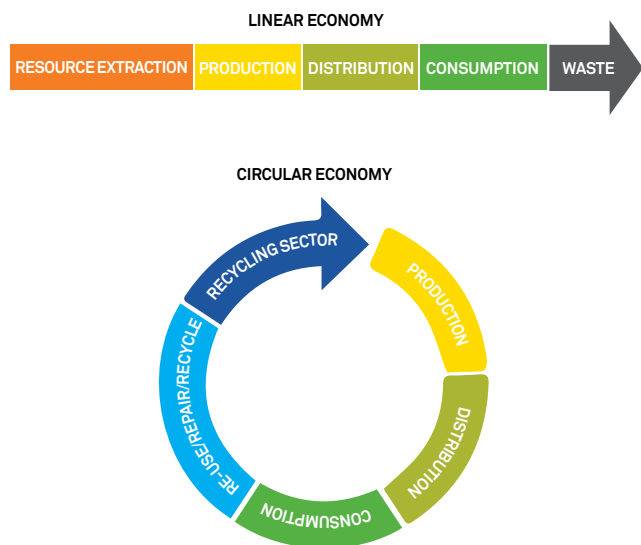 LINEAR ECONOMY
RESOURCE EXTRACTION
PRODUCTION
DISTRIBUTION
CONSUMPTION
WASTE
CIRCULAR ECONOMY
RECYCLING SECTOR
PRODUCTION
DISTRIBUTION
CONSUMPTION
RE-USE/REPAIR/RECYCLE